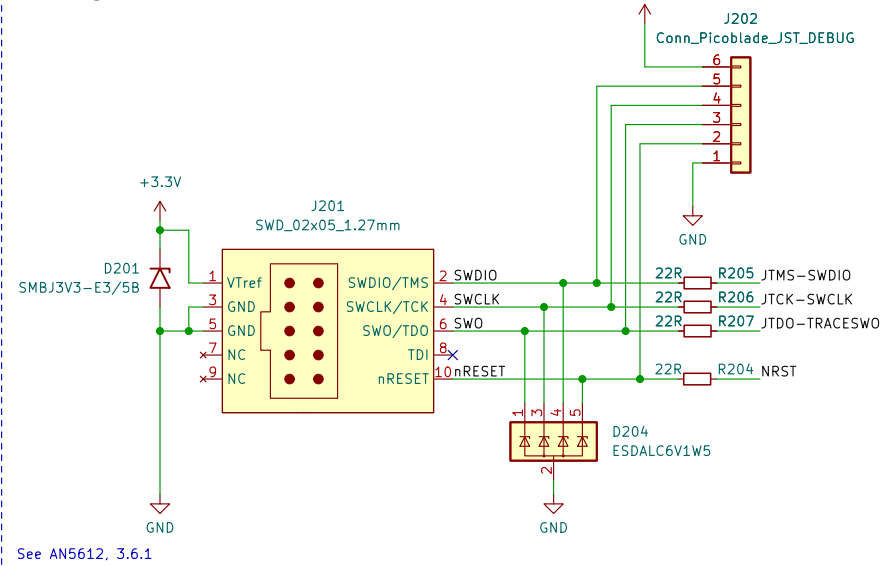 J202
Conn_Picoblade_JST_DEBUG
6
5
4
3
2
1
GND
+3.3V
J201
SWD_02x05_1.27mm
D201
SMBJ3V3-E3/5B
1 VTref
3 GND
5 GND
7 NC
9 NC
SWDIO/TMS 2 SWDIO
SWCLK/TCK 4 SWCLK
SWO/TDO 6 SWO
TDI 8
nRESET 10 nRESET
22R R205 JTMS-SWDIO
22R R206 JTCK-SWCLK
22R R207 JTDO-TRACESWO
22R R204 NRST
1 3 4 5
D204
ESDALC6V1W5
2
GND
GND
See AN5612, 3.6.1